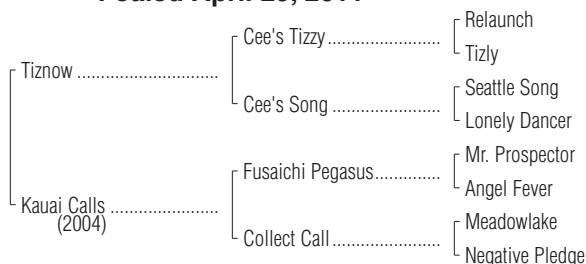 Relaunch
Cee's Tizzy
Tizly
Tiznow
Seattle Song
Cee's Song
Lonely Dancer
Mr. Prospector
Fusaichi Pegasus
Angel Fever
Kauai Calls
(2004)
Meadowlake
Collect Call
Negative Pledge